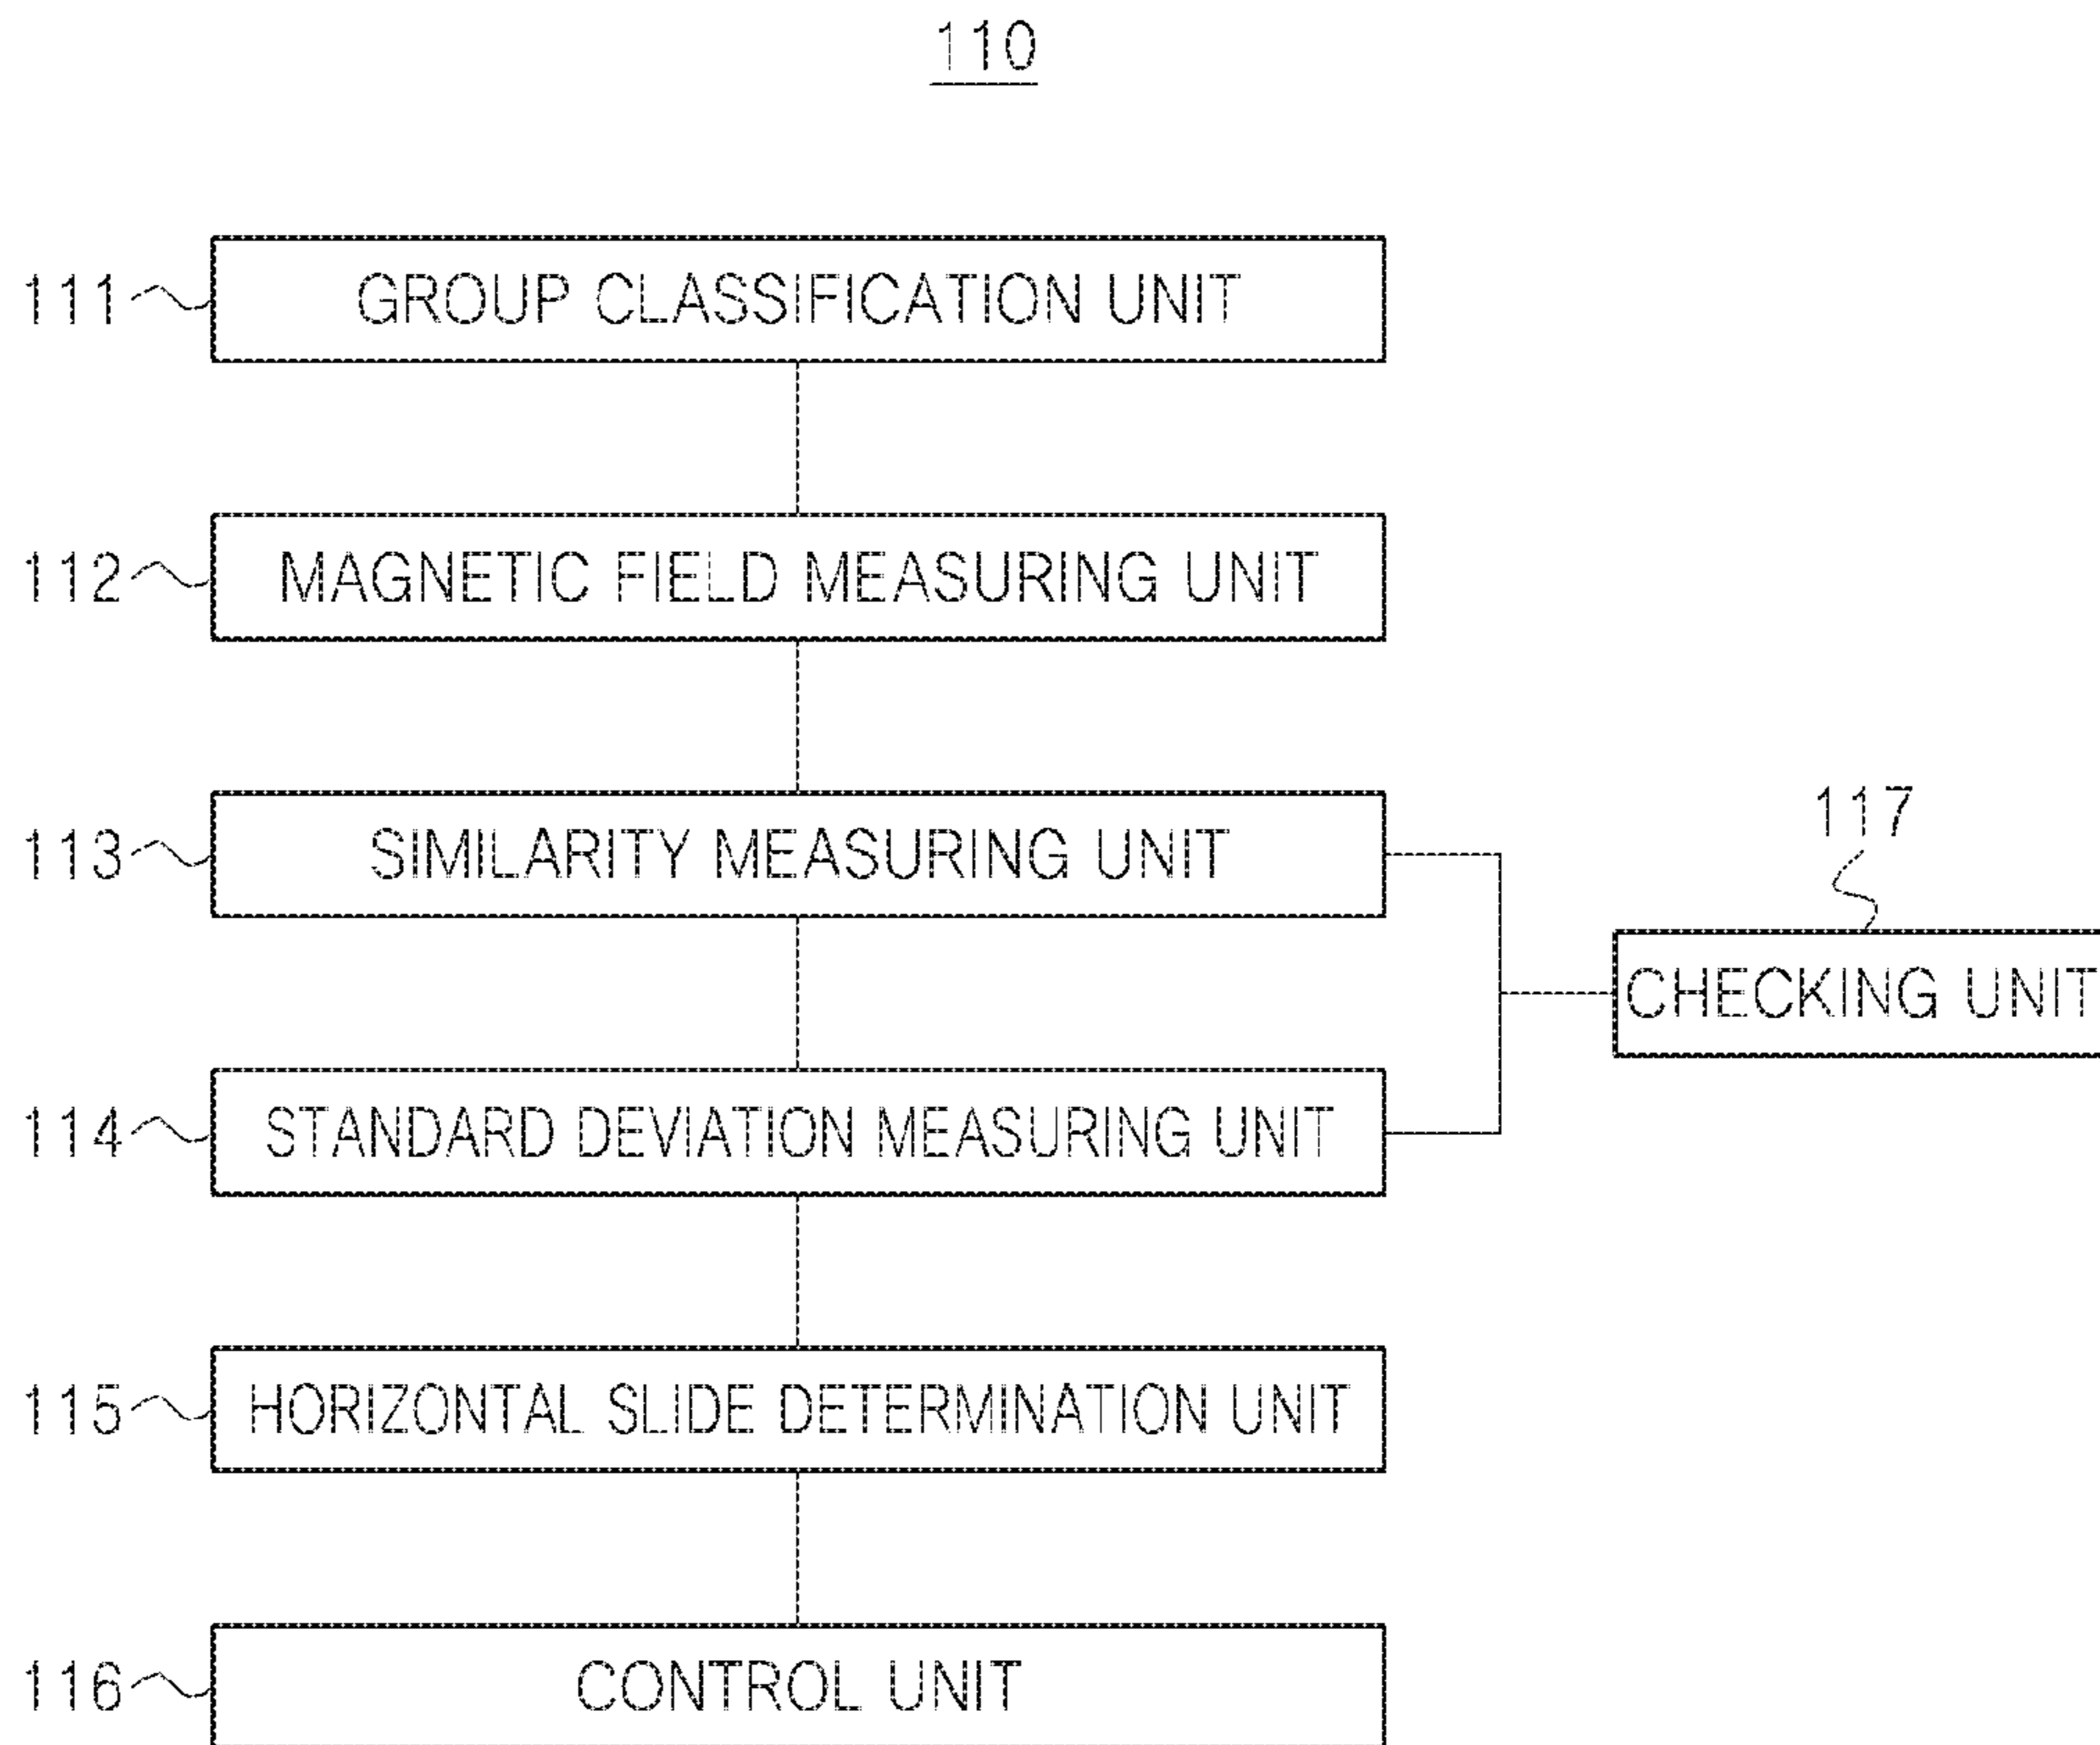 110
111 GROUP CLASSIFICATION UNIT
112 MAGNETIC FIELD MEASURING UNIT
113 SIMILARITY MEASURING UNIT
117
CHECKING UNIT
114 STANDARD DEVIATION MEASURING UNIT
115 HORIZONTAL SLIDE DETERMINATION UNIT
116 CONTROL UNIT